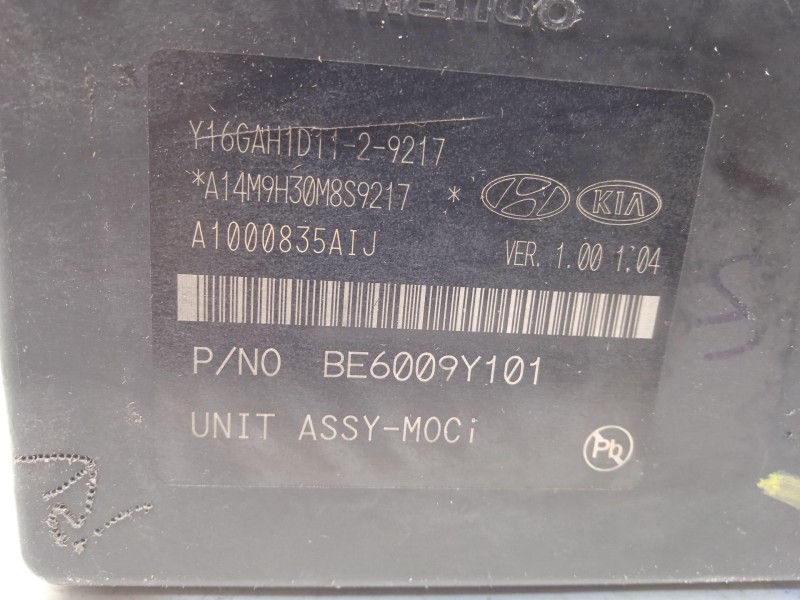 Y16GAH1D11-2-9217
*A14M9H30M8S9217 *
KIA
A1000835AIJ
VER. 1.00 1.04
P/NO BE6009Y101
UNIT ASSY-MOCi
Pb